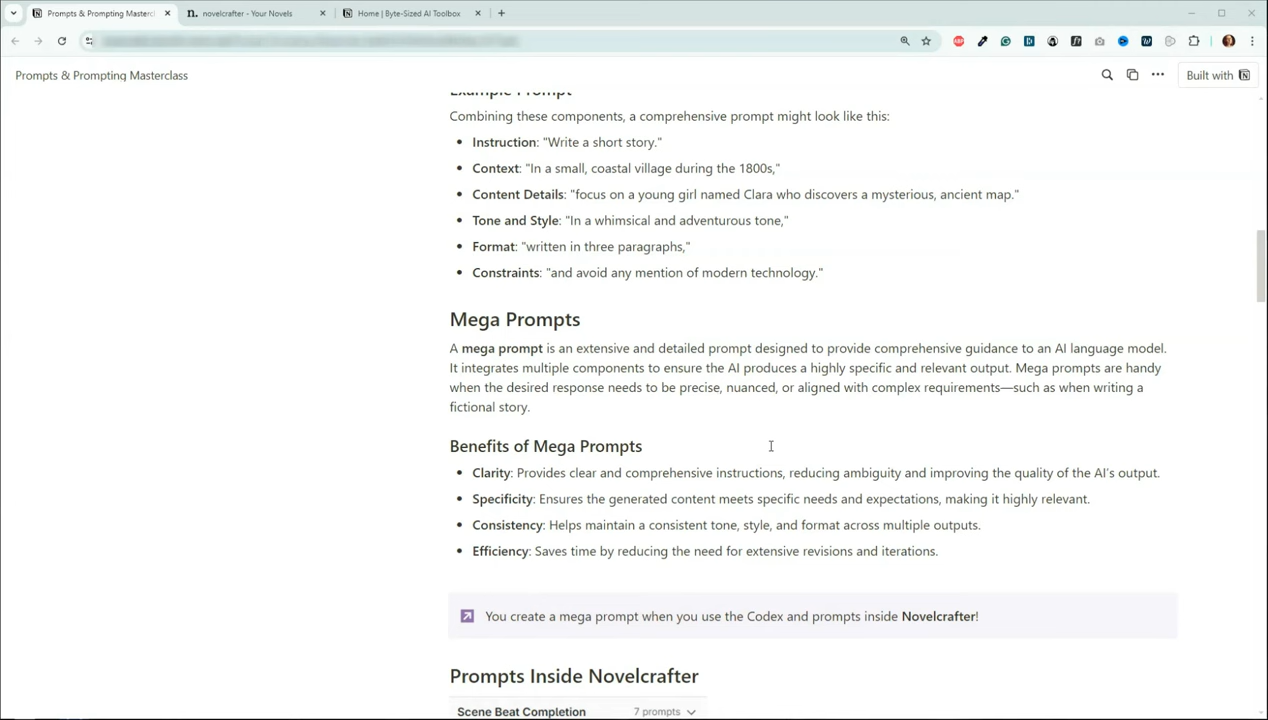 Prompts & Prompting Mastercl
novelcrafter - Your Novels
Home | Byte-Sized AI Toolbox
Prompts & Prompting Masterclass
Built with
Example Prompt
Combining these components, a comprehensive prompt might look like this:
• Instruction: "Write a short story."
• Context: "In a small, coastal village during the 1800s,"
• Content Details: "focus on a young girl named Clara who discovers a mysterious, ancient map."
• Tone and Style: "In a whimsical and adventurous tone,"
• Format: "written in three paragraphs,"
• Constraints: "and avoid any mention of modern technology."
Mega Prompts
A mega prompt is an extensive and detailed prompt designed to provide comprehensive guidance to an AI language model.
It integrates multiple components to ensure the AI produces a highly specific and relevant output. Mega prompts are handy
when the desired response needs to be precise, nuanced, or aligned with complex requirements—such as when writing a
fictional story.
Benefits of Mega Prompts
• Clarity: Provides clear and comprehensive instructions, reducing ambiguity and improving the quality of the AI's output.
• Specificity: Ensures the generated content meets specific needs and expectations, making it highly relevant.
• Consistency: Helps maintain a consistent tone, style, and format across multiple outputs.
• Efficiency: Saves time by reducing the need for extensive revisions and iterations.
You create a mega prompt when you use the Codex and prompts inside Novelcrafter!
Prompts Inside Novelcrafter
Scene Beat Completion
7 prompts